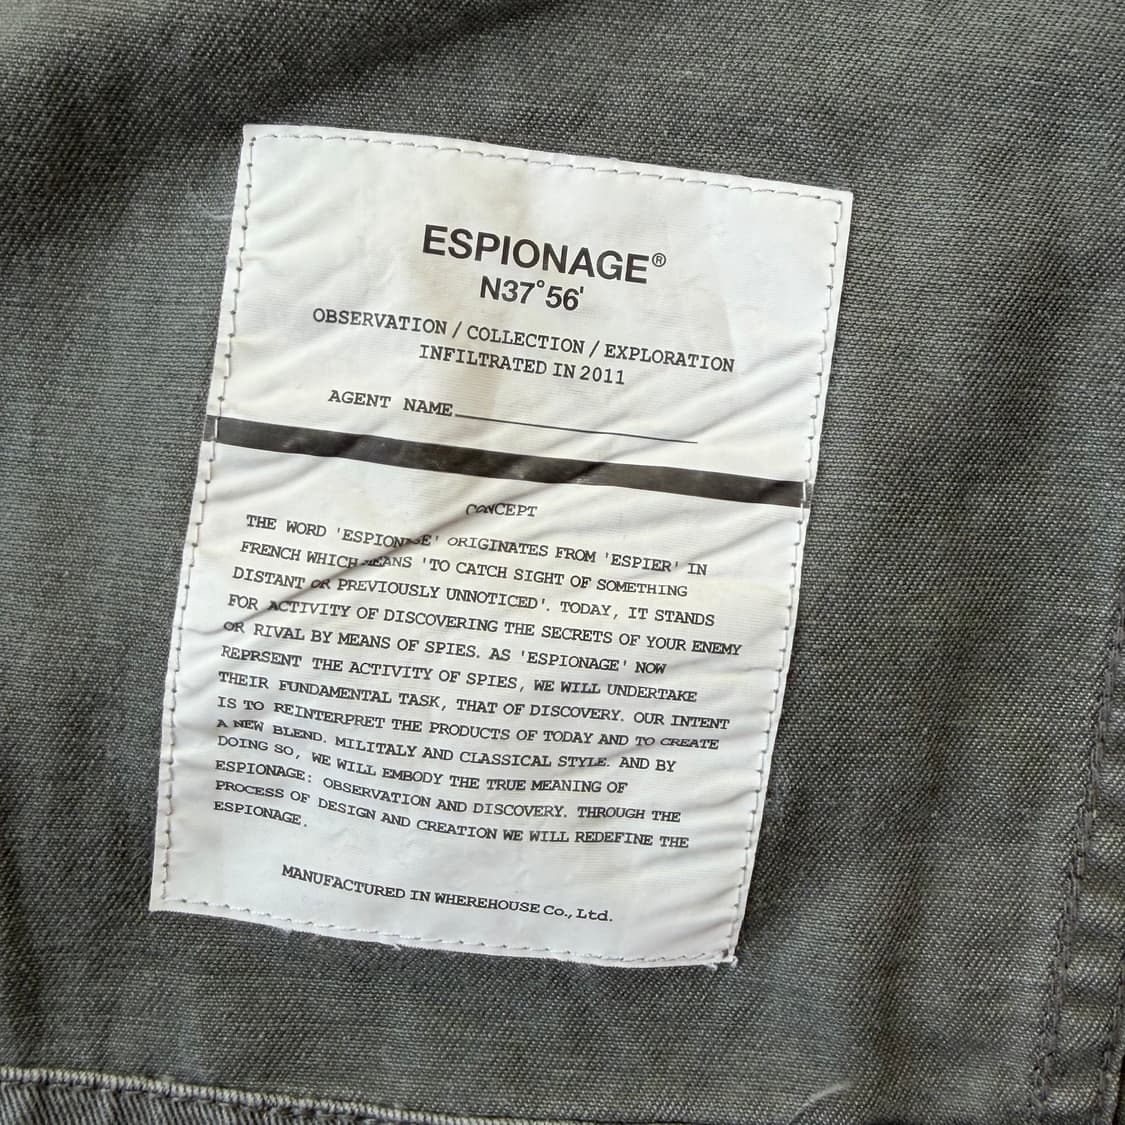 ESPIONAGE®
N37°56'
OBSERVATION / COLLECTION / EXPLORATION
INFILTRATED IN 2011
AGENT NAME
CONCEPT
THE WORD 'ESPIONAGE' ORIGINATES FROM 'ESPIER' IN
FRENCH WHICH MEANS 'TO CATCH SIGHT OF SOMETHING
DISTANT OR PREVIOUSLY UNNOTICED'. TODAY, IT STANDS
FOR ACTIVITY OF DISCOVERING THE SECRETS OF YOUR ENEMY
OR RIVAL BY MEANS OF SPIES. AS 'ESPIONAGE' NOW
REPRSENT THE ACTIVITY OF SPIES, WE WILL UNDERTAKE
THEIR FUNDAMENTAL TASK, THAT OF DISCOVERY. OUR INTENT
IS TO REINTERPRET THE PRODUCTS OF TODAY AND TO CREATE
A NEW BLEND. MILITALY AND CLASSICAL STYLE. AND BY
DOING SO, WE WILL EMBODY THE TRUE MEANING OF
ESPIONAGE: OBSERVATION AND DISCOVERY. THROUGH THE
PROCESS OF DESIGN AND CREATION WE WILL REDEFINE THE
ESPIONAGE.
MANUFACTURED IN WHEREHOUSE Co., Ltd.